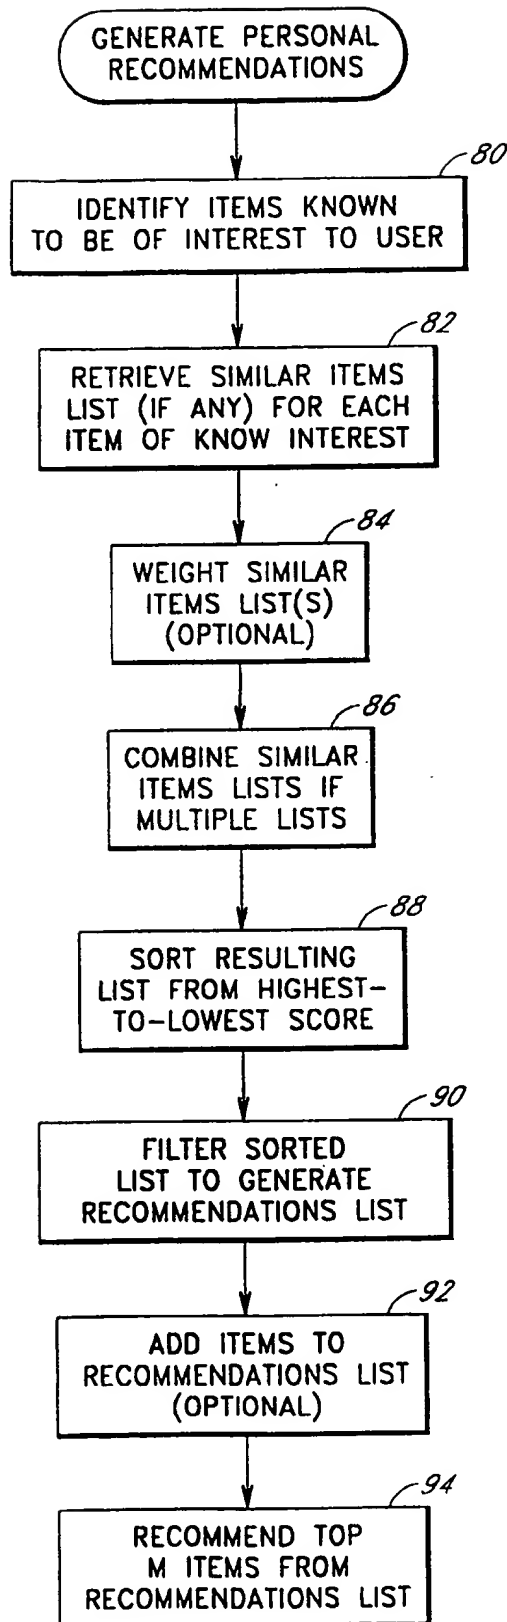 GENERATE PERSONAL
RECOMMENDATIONS
80
IDENTIFY ITEMS KNOWN
TO BE OF INTEREST TO USER
82
RETRIEVE SIMILAR ITEMS
LIST (IF ANY) FOR EACH
ITEM OF KNOW INTEREST
84
WEIGHT SIMILAR
ITEMS LIST(S)
(OPTIONAL)
86
COMBINE SIMILAR
ITEMS LISTS IF
MULTIPLE LISTS
88
SORT RESULTING
LIST FROM HIGHEST-
TO-LOWEST SCORE
90
FILTER SORTED
LIST TO GENERATE
RECOMMENDATIONS LIST
92
ADD ITEMS TO
RECOMMENDATIONS LIST
(OPTIONAL)
94
RECOMMEND TOP
M ITEMS FROM
RECOMMENDATIONS LIST